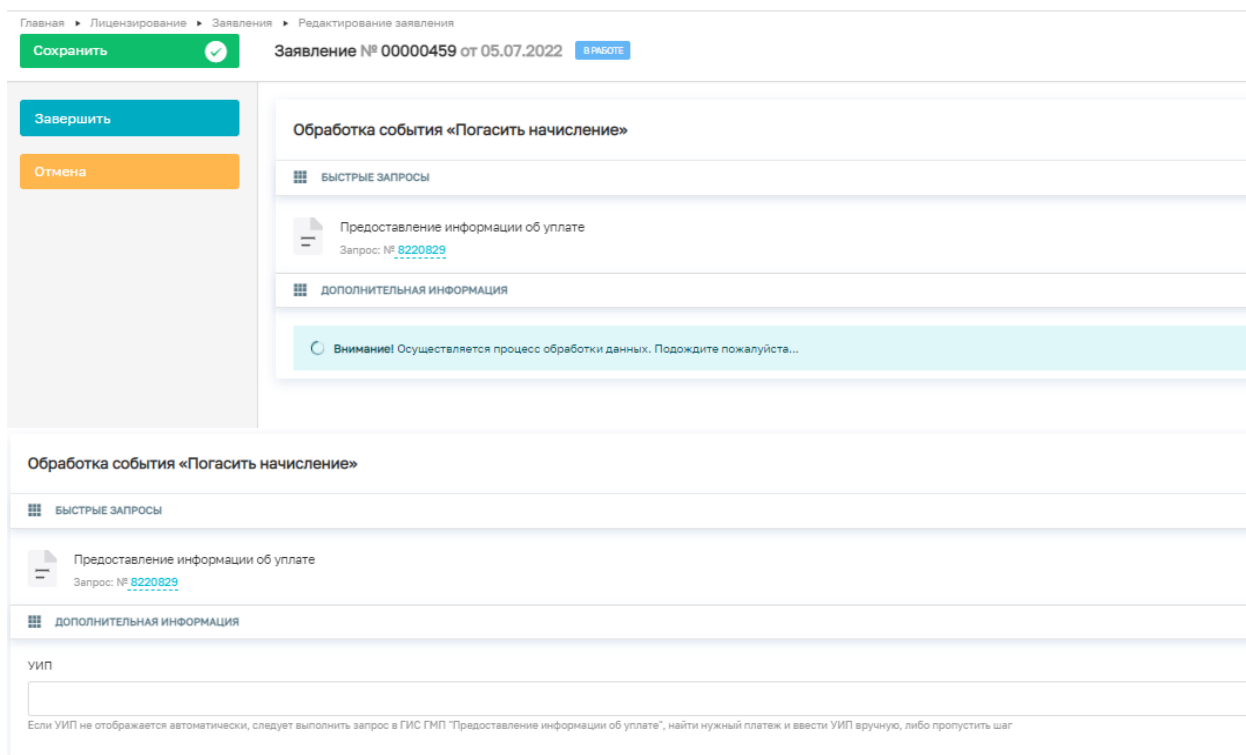 Главная ▸ Лицензирование ▸ Заявления ▸ Редактирование заявления
Сохранить
Заявление № 00000459 от 05.07.2022 В РАБОТЕ
Завершить
Отмена
Обработка события «Погасить начисление»
БЫСТРЫЕ ЗАПРОСЫ
Предоставление информации об уплате
Запрос: № 8220829
ДОПОЛНИТЕЛЬНАЯ ИНФОРМАЦИЯ
Внимание! Осуществляется процесс обработки данных. Подождите пожалуйста...
Обработка события «Погасить начисление»
БЫСТРЫЕ ЗАПРОСЫ
Предоставление информации об уплате
Запрос: № 8220829
ДОПОЛНИТЕЛЬНАЯ ИНФОРМАЦИЯ
УИП
Если УИП не отображается автоматически, следует выполнить запрос в ГИС ГМП "Предоставление информации об уплате", найти нужный платеж и ввести УИП вручную, либо пропустить шаг